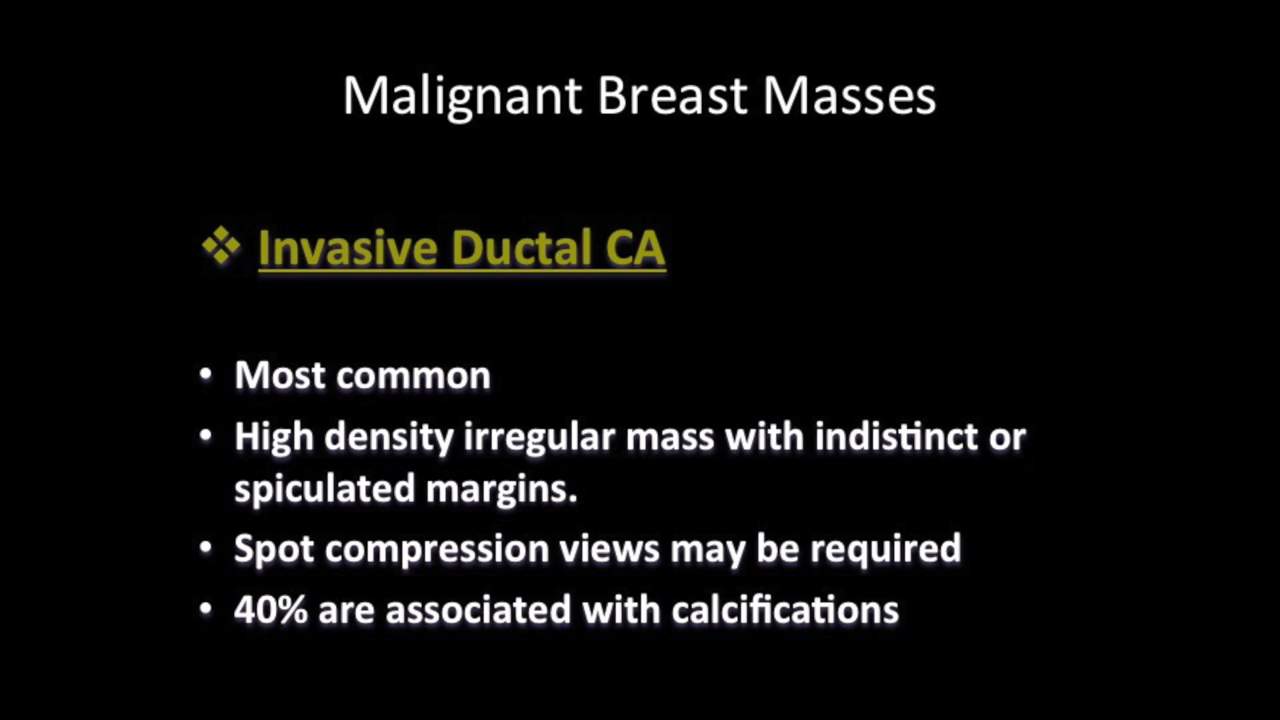 Malignant Breast Masses
❖ Invasive Ductal CA
• Most common
• High density irregular mass with indistinct or
spiculated margins.
• Spot compression views may be required
• 40% are associated with calcifications